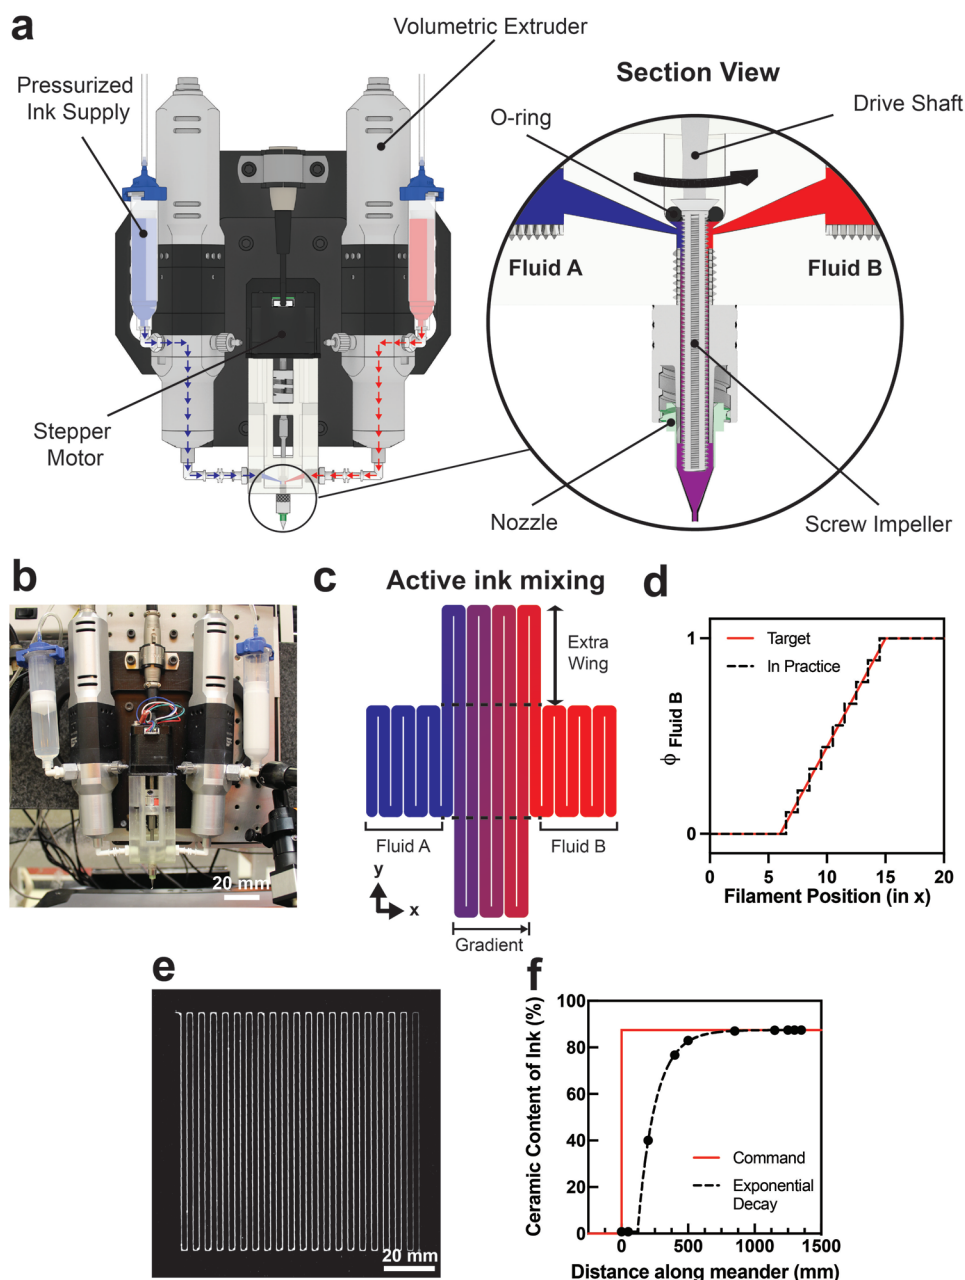 a
Volumetric Extruder
Pressurized
Ink Supply
Section View
O-ring
Drive Shaft
Fluid A
Fluid B
Stepper
Motor
Nozzle
Screw Impeller
b
20 mm
c
Active ink mixing
Extra
Wing
Fluid A
Fluid B
y
x
Gradient
d
Target
In Practice
1
0
ϕ Fluid B
0 5 10 15 20
Filament Position (in x)
e
20 mm
f
100
80
60
40
20
0
Ceramic Content of Ink (%)
Command
Exponential
Decay
0 500 1000 1500
Distance along meander (mm)